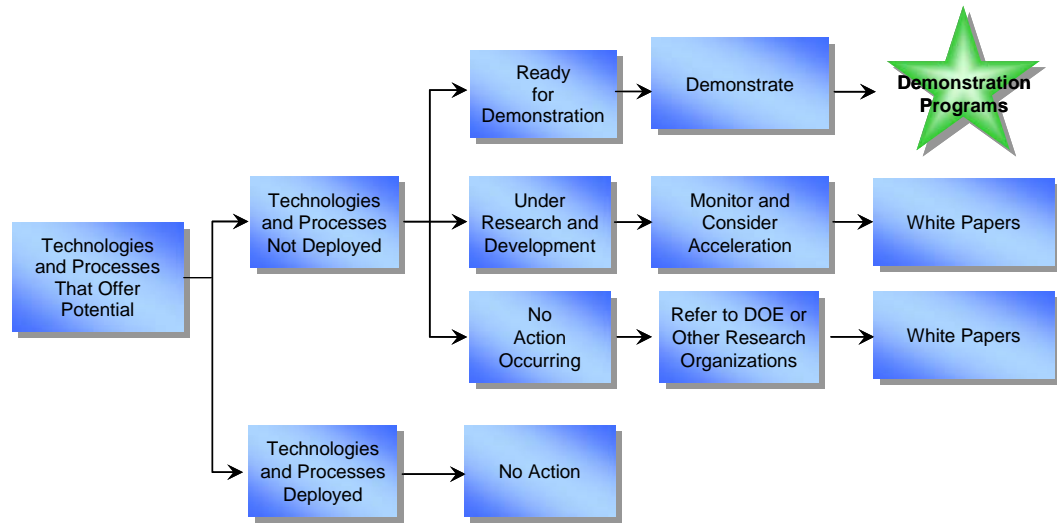 Ready
for
Demonstration
Demonstrate
Demonstration
Programs
Technologies
and Processes
Not Deployed
Under
Research and
Development
Monitor and
Consider
Acceleration
White Papers
Technologies
and Processes
That Offer
Potential
No
Action
Occurring
Refer to DOE or
Other Research
Organizations
White Papers
Technologies
and Processes
Deployed
No Action